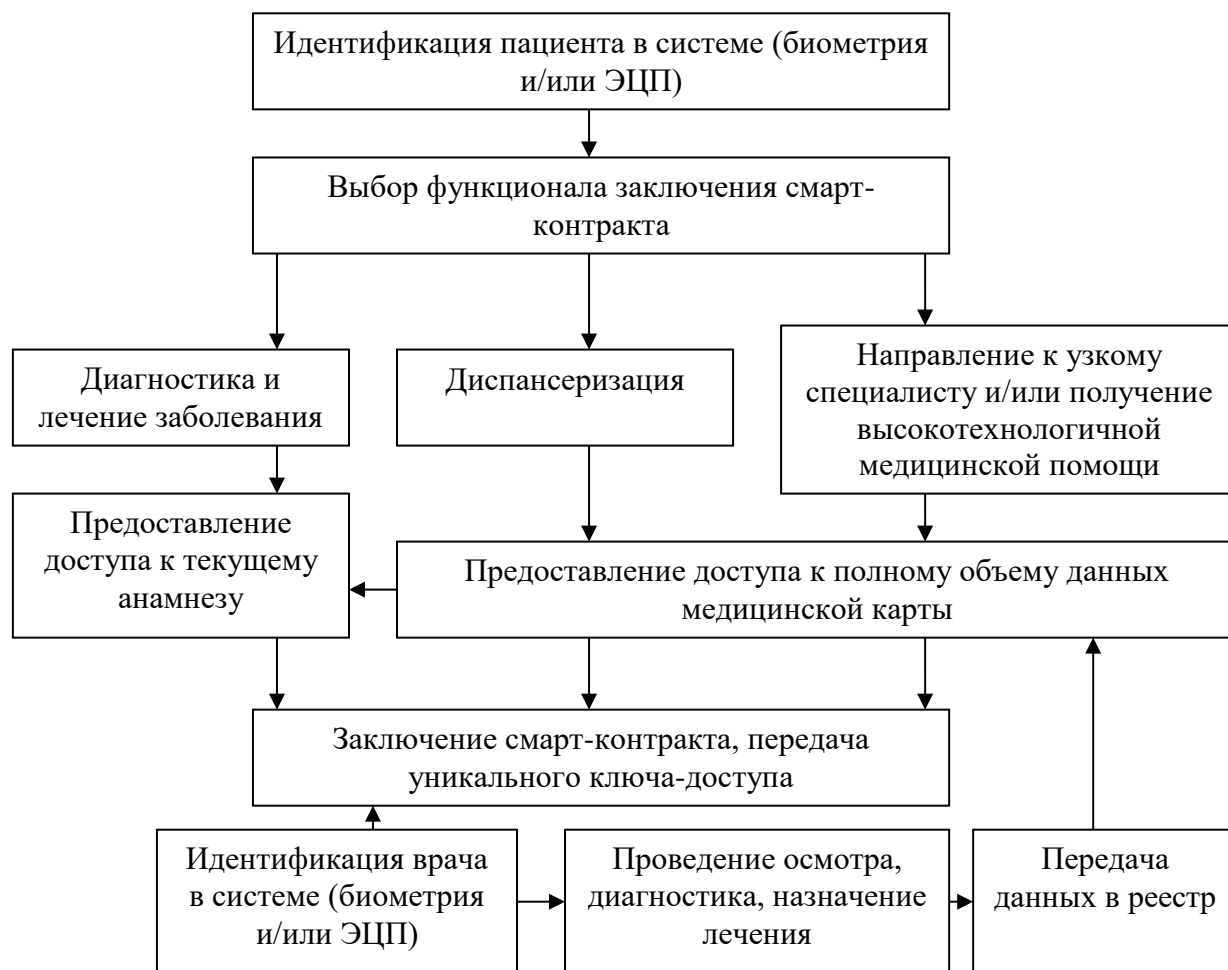 Идентификация пациента в системе (биометрия
и/или ЭЦП)
Выбор функционала заключения смарт-
контракта
Диагностика и
лечение заболевания
Диспансеризация
Направление к узкому
специалисту и/или получение
высокотехнологичной
медицинской помощи
Предоставление
доступа к текущему
анамнезу
Предоставление доступа к полному объему данных
медицинской карты
Заключение смарт-контракта, передача
уникального ключа-доступа
Идентификация врача
в системе (биометрия
и/или ЭЦП)
Проведение осмотра,
диагностика, назначение
лечения
Передача
данных в реестр